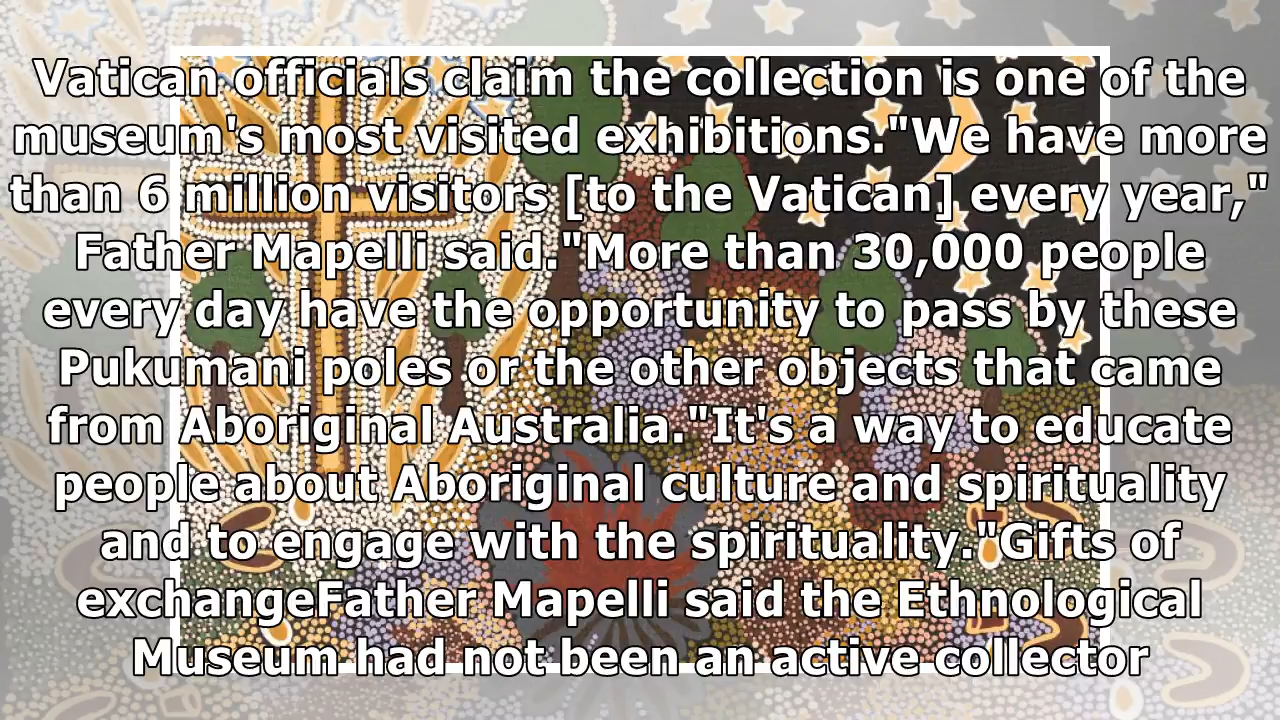 Vatican officials claim the collection is one of the
museum's most visited exhibitions."We have more
than 6 million visitors [to the Vatican] every year,"
Father Mapelli said."More than 30,000 people
every day have the opportunity to pass by these
Pukumani poles or the other objects that came
from Aboriginal Australia."It's a way to educate
people about Aboriginal culture and spirituality
and to engage with the spirituality."Gifts of
exchangeFather Mapelli said the Ethnological
Museum had not been an active collector